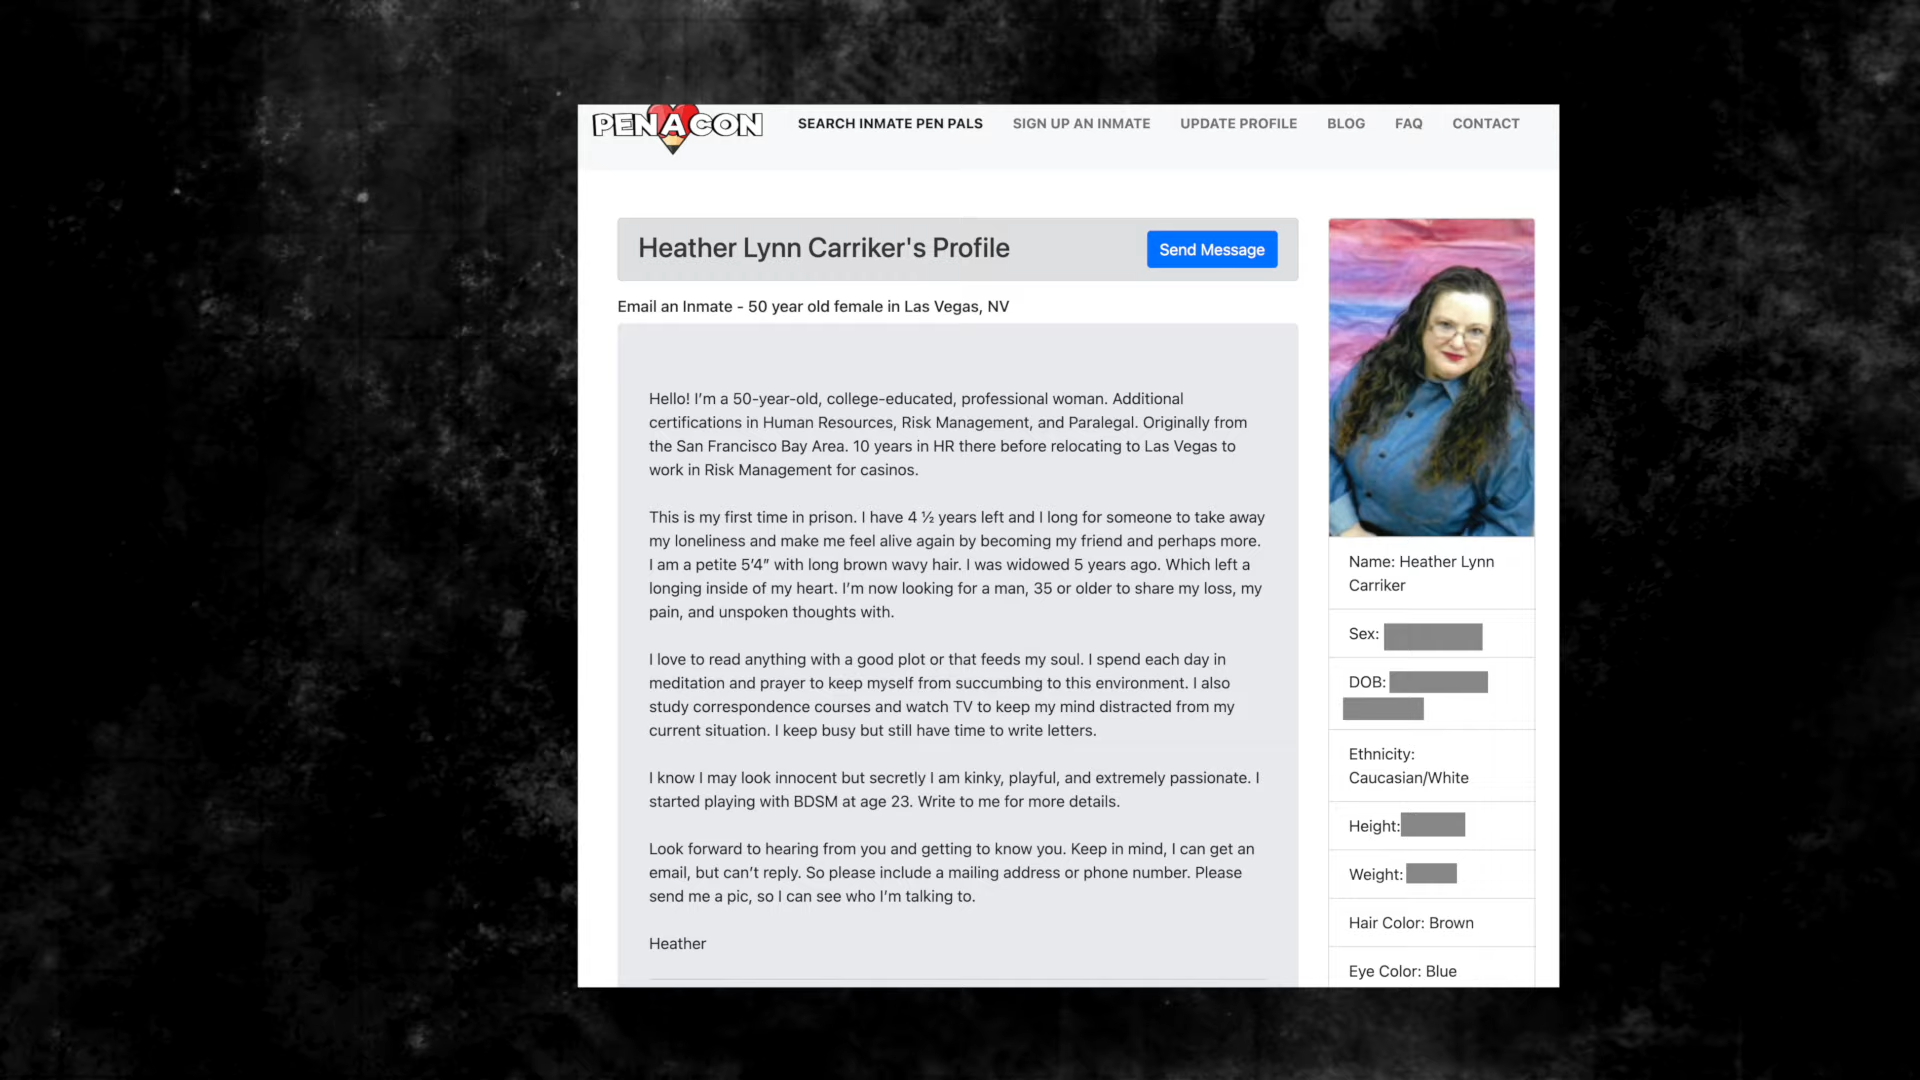 PENACON
SEARCH INMATE PEN PALS
SIGN UP AN INMATE
UPDATE PROFILE
BLOG
FAQ
CONTACT
Heather Lynn Carriker's Profile
Send Message
Email an Inmate - 50 year old female in Las Vegas, NV
Hello! I’m a 50-year-old, college-educated, professional woman. Additional
certifications in Human Resources, Risk Management, and Paralegal. Originally from
the San Francisco Bay Area. 10 years in HR there before relocating to Las Vegas to
work in Risk Management for casinos.
This is my first time in prison. I have 4 ½ years left and I long for someone to take away
my loneliness and make me feel alive again by becoming my friend and perhaps more.
I am a petite 5’4” with long brown wavy hair. I was widowed 5 years ago. Which left a
longing inside of my heart. I’m now looking for a man, 35 or older to share my loss, my
pain, and unspoken thoughts with.
I love to read anything with a good plot or that feeds my soul. I spend each day in
meditation and prayer to keep myself from succumbing to this environment. I also
study correspondence courses and watch TV to keep my mind distracted from my
current situation. I keep busy but still have time to write letters.
I know I may look innocent but secretly I am kinky, playful, and extremely passionate. I
started playing with BDSM at age 23. Write to me for more details.
Look forward to hearing from you and getting to know you. Keep in mind, I can get an
email, but can’t reply. So please include a mailing address or phone number. Please
send me a pic, so I can see who I’m talking to.
Heather
Name: Heather Lynn
Carriker
Sex:
DOB:
Ethnicity:
Caucasian/White
Height:
Weight:
Hair Color: Brown
Eye Color: Blue